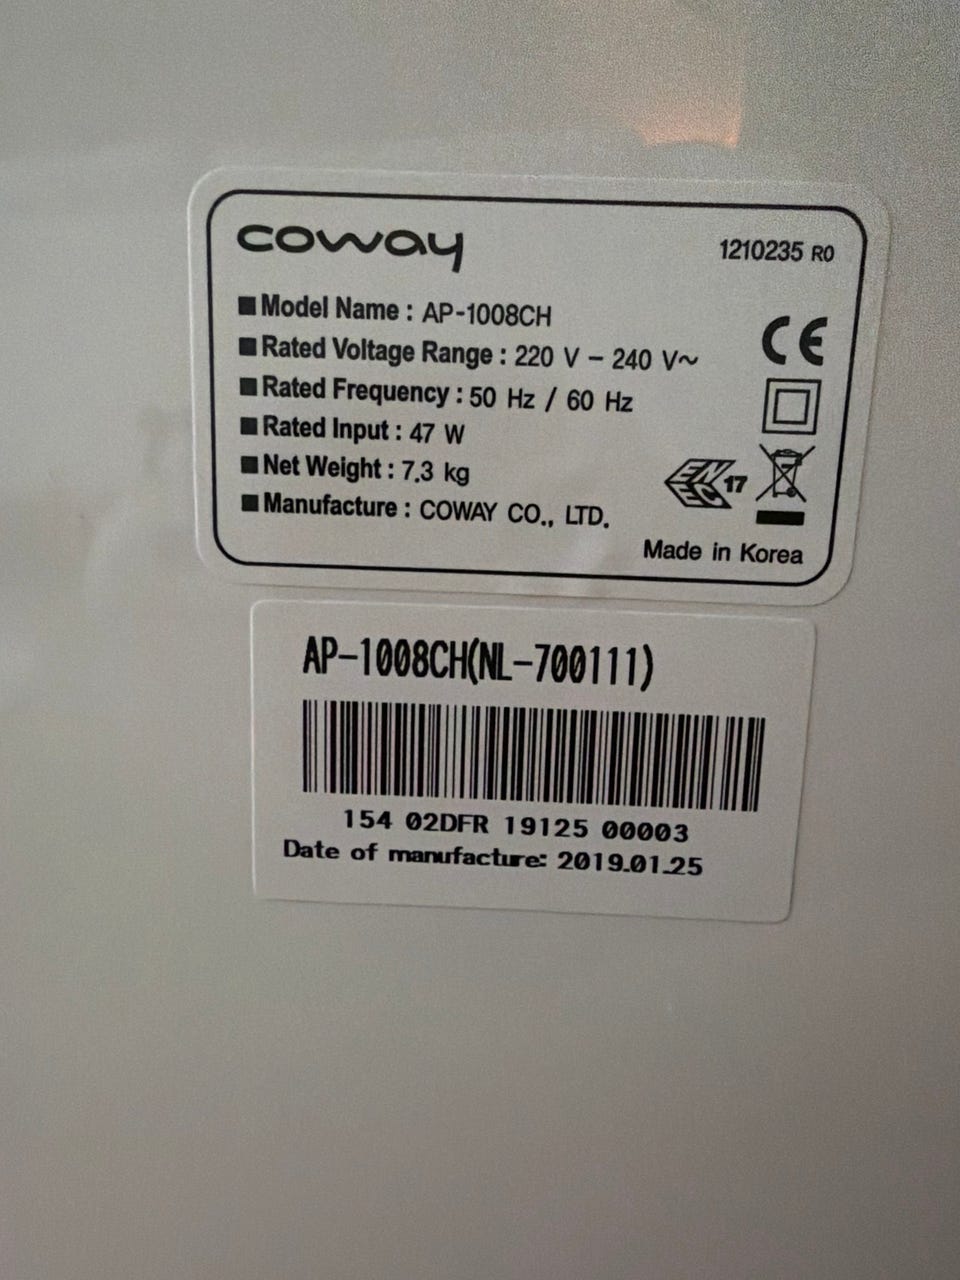 coway
1210235 R0
■ Model Name : AP-1008CH
■ Rated Voltage Range : 220 V – 240 V~
■ Rated Frequency : 50 Hz / 60 Hz
■ Rated Input : 47 W
■ Net Weight : 7.3 kg
■ Manufacture : COWAY CO., LTD.
CE
ENEC 17
Made in Korea
AP-1008CH(NL-700111)
154 02DFR 19125 00003
Date of manufacture: 2019.01.25